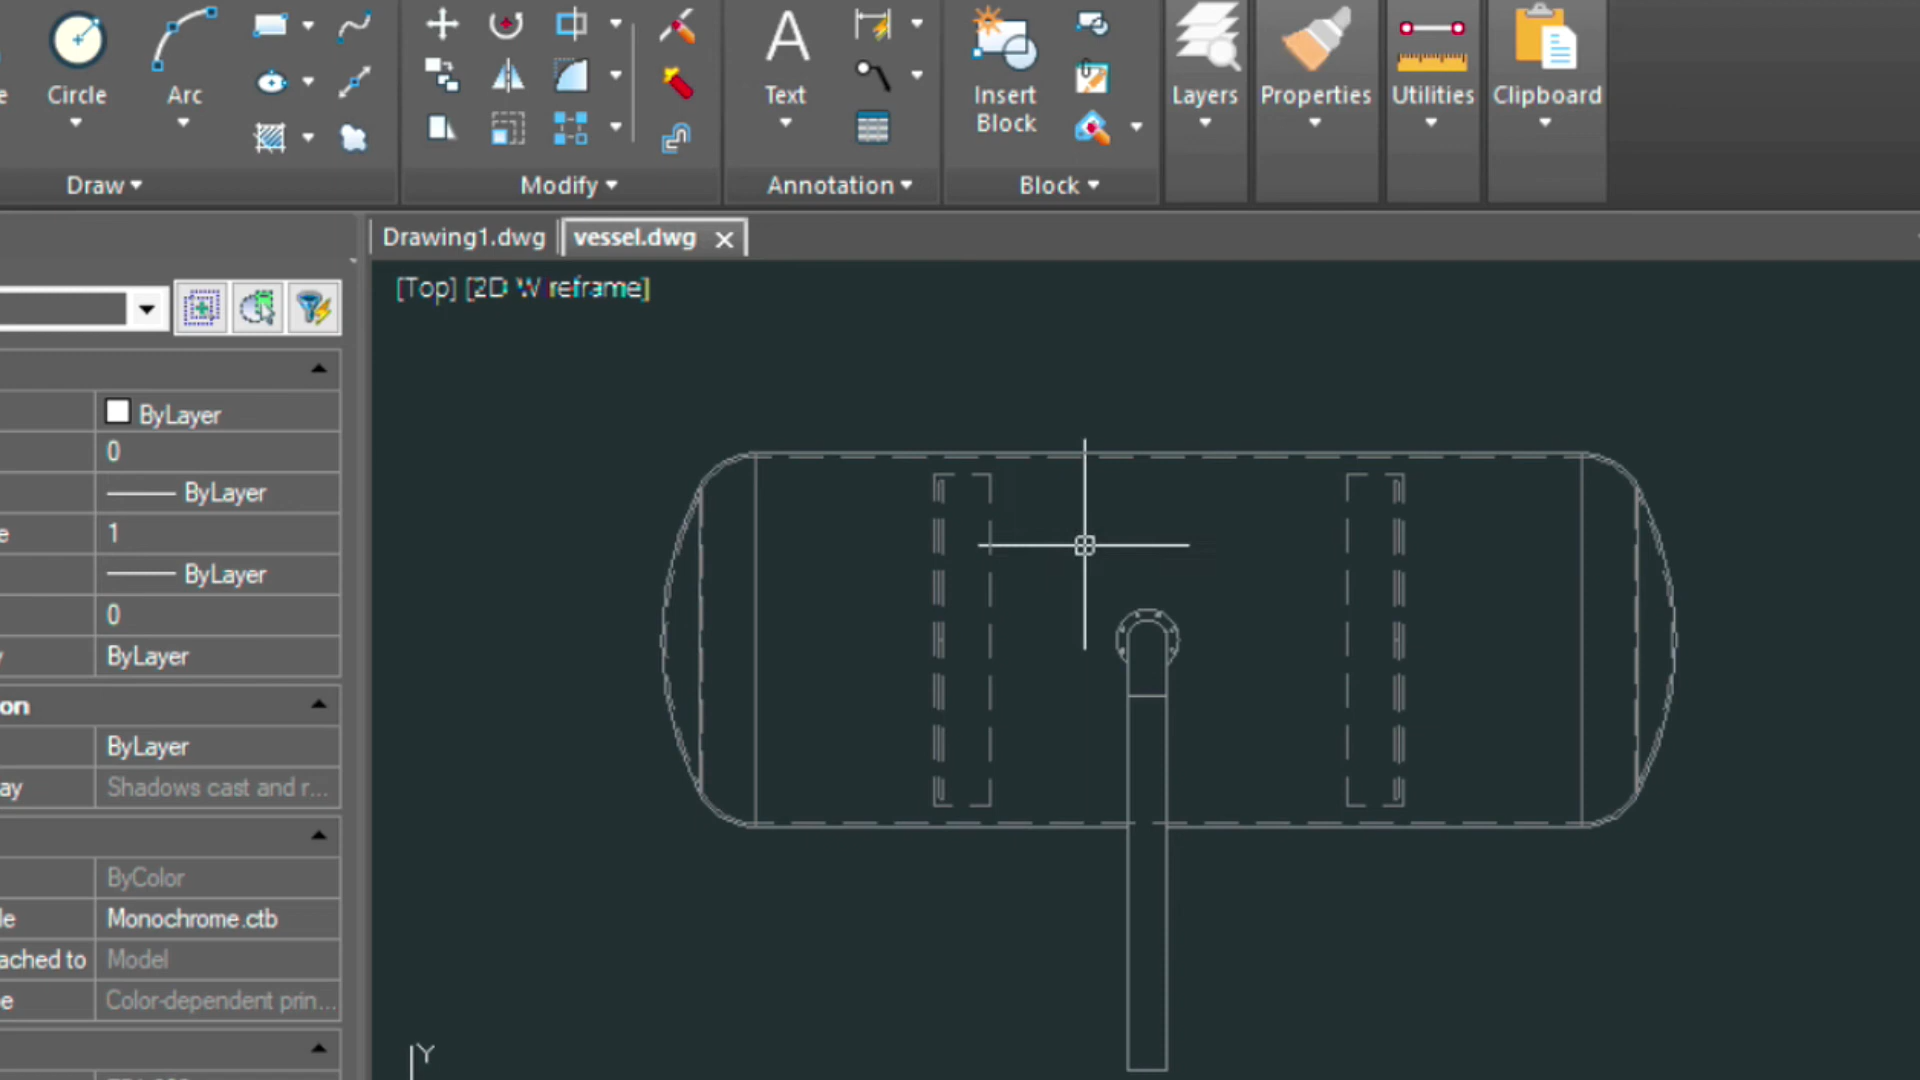 e
Circle
Arc
Draw
Modify
Text
Annotation
Insert
Block
Block
Layers
Properties
Utilities
Clipboard
Drawing1.dwg
vessel.dwg
[Top] [2D W reframe]
ByLayer
0
ByLayer
e
1
ByLayer
0
y
ByLayer
on
ByLayer
ay
Shadows cast and r...
ByColor
le
Monochrome.ctb
ached to
Model
e
Color-dependent prin...
Y